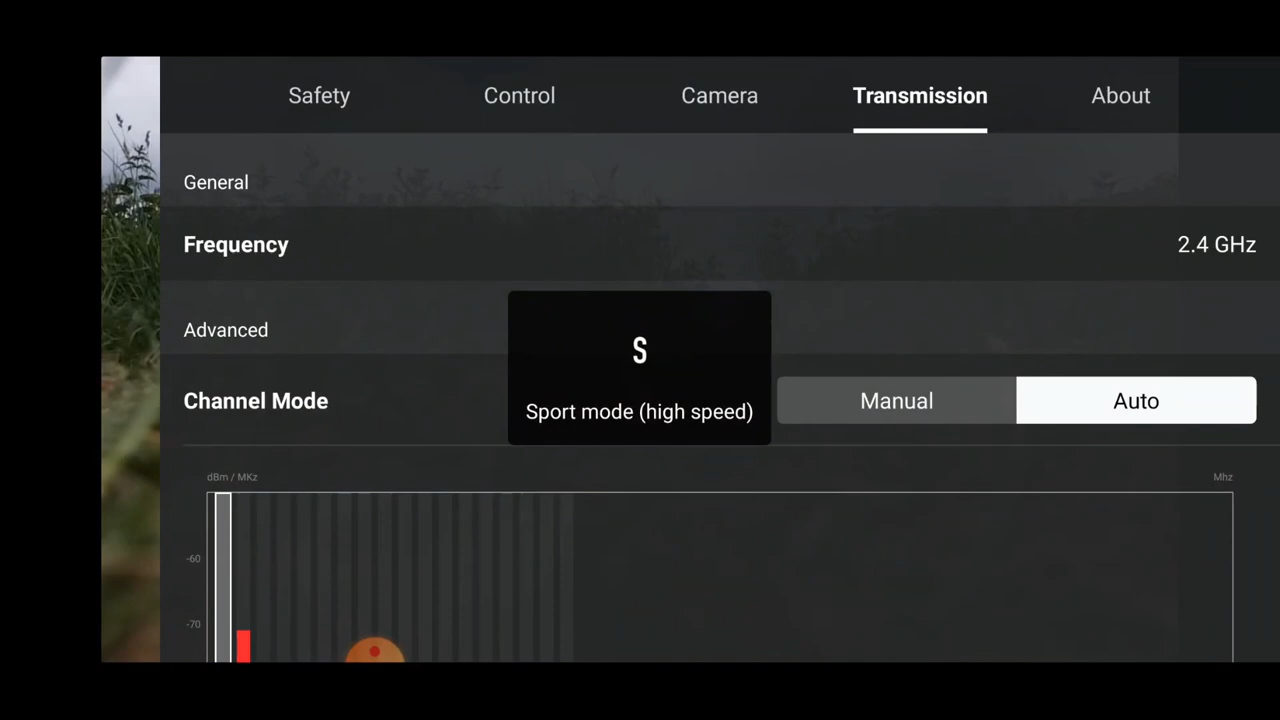 Safety Control Camera Transmission About
General
Frequency 2.4 GHz
Advanced
S
Sport mode (high speed)
Channel Mode Manual Auto
dBm / MKz Mhz
-60
-70